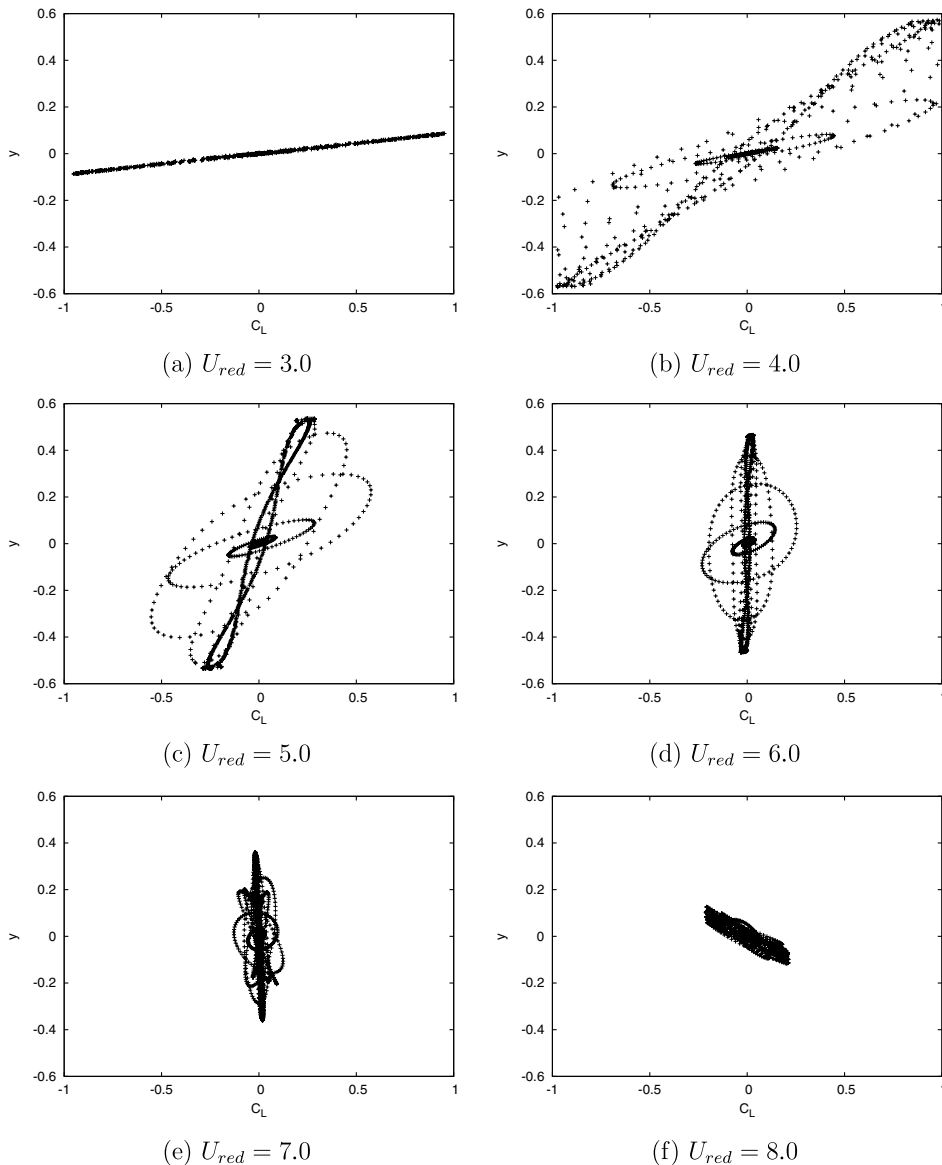 0.6
0.4
0.2
0
-0.2
-0.4
-0.6
y
-1 -0.5 0 0.5 1
C_L
(a) U_red = 3.0
0.6
0.4
0.2
0
-0.2
-0.4
-0.6
y
-1 -0.5 0 0.5 1
C_L
(b) U_red = 4.0
0.6
0.4
0.2
0
-0.2
-0.4
-0.6
y
-1 -0.5 0 0.5 1
C_L
(c) U_red = 5.0
0.6
0.4
0.2
0
-0.2
-0.4
-0.6
y
-1 -0.5 0 0.5 1
C_L
(d) U_red = 6.0
0.6
0.4
0.2
0
-0.2
-0.4
-0.6
y
-1 -0.5 0 0.5 1
C_L
(e) U_red = 7.0
0.6
0.4
0.2
0
-0.2
-0.4
-0.6
y
-1 -0.5 0 0.5 1
C_L
(f) U_red = 8.0